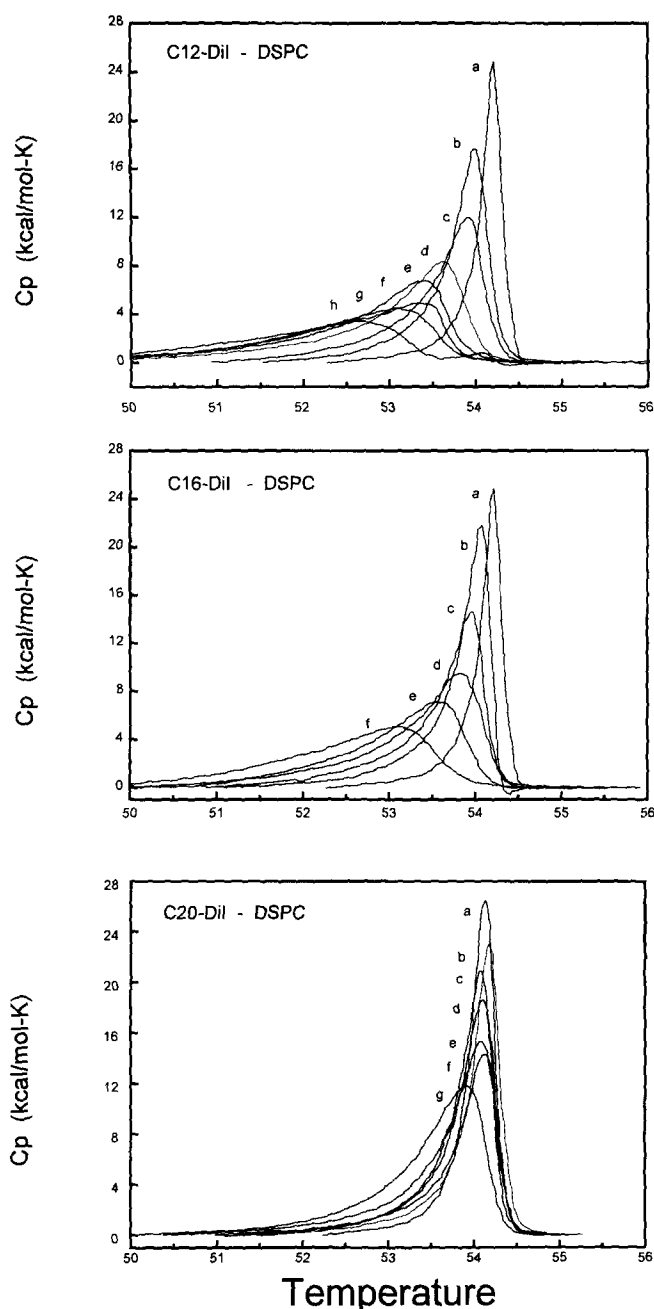 C12-DiI - DSPC
Cp (kcal/mol-K)
28
24
20
16
12
8
4
0
a
b
c
d
e
f
g
h
50 51 52 53 54 55 56
C16-DiI - DSPC
Cp (kcal/mol-K)
28
24
20
16
12
8
4
0
a
b
c
d
e
f
50 51 52 53 54 55 56
C20-DiI - DSPC
Cp (kcal/mol-K)
28
24
20
16
12
8
4
0
a
b
c
d
e
f
g
50 51 52 53 54 55 56
Temperature